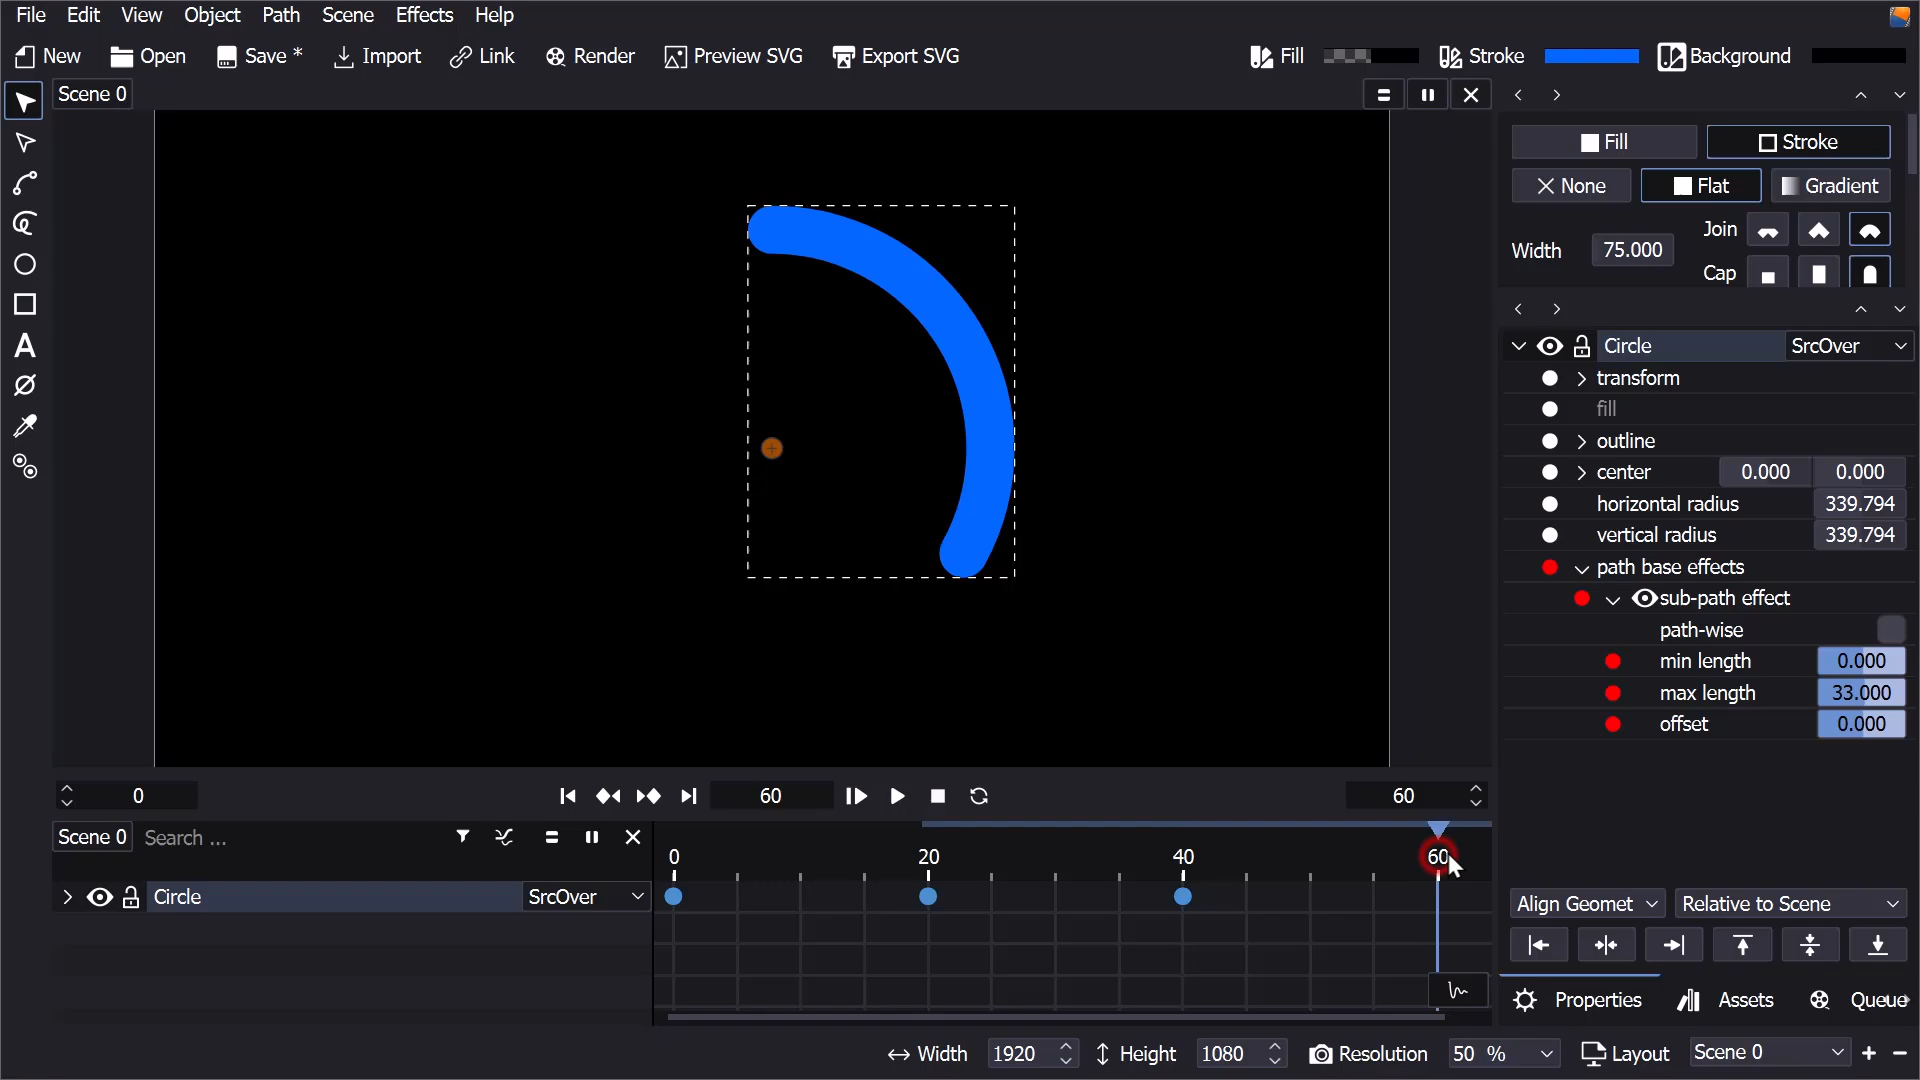 File Edit View Object Path Scene Effects Help
New Open Save * Import Link Render Preview SVG Export SVG Fill Stroke Background
Scene 0
Fill Stroke
None Flat Gradient
Join
Width 75.000
Cap
Circle SrcOver
transform
fill
outline
center 0.000 0.000
horizontal radius 339.794
vertical radius 339.794
path base effects
sub-path effect
path-wise
min length 0.000
max length 33.000
offset 0.000
0 60 60
Scene 0 Search ...
0 20 40 60
Circle SrcOver
Align Geomet Relative to Scene
Properties Assets Queue
Width 1920 Height 1080 Resolution 50 % Layout Scene 0